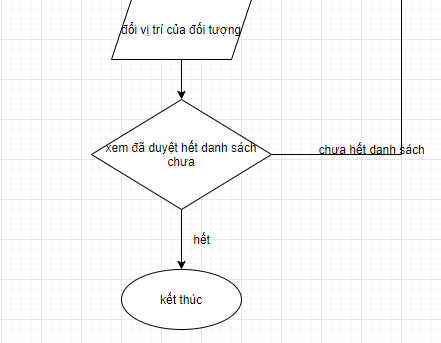 đổi vị trí của đối tượng
xem đã duyệt hết danh sách
chưa
chưa hết danh sách
hết
kết thúc